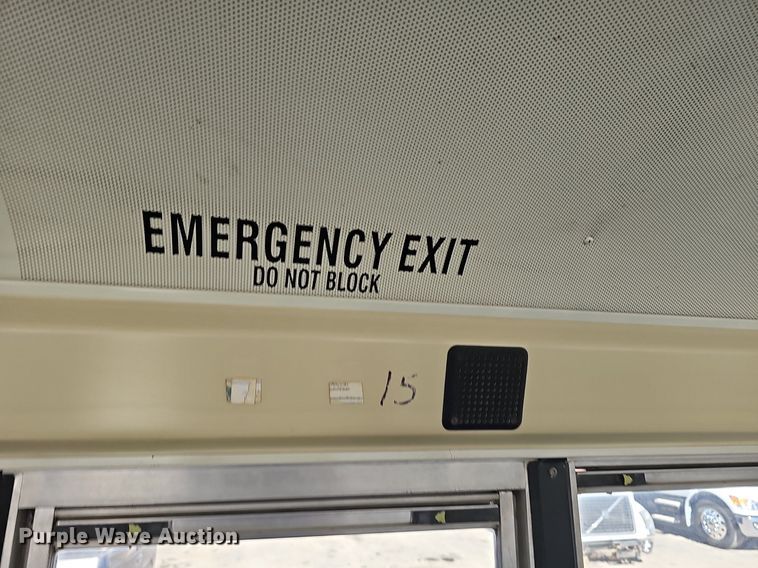 EMERGENCY EXIT
DO NOT BLOCK
15
Purple Wave Auction